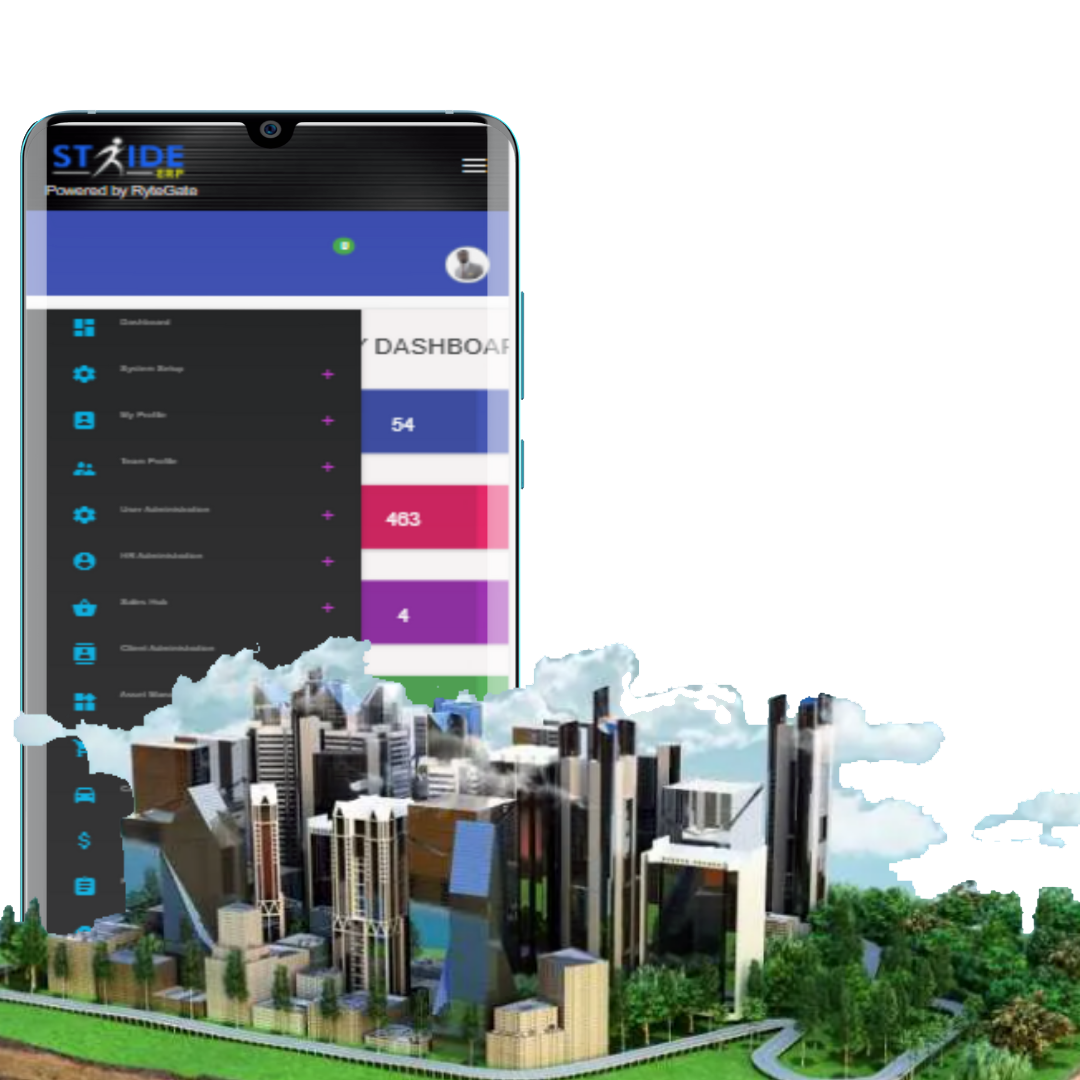 STRIDE
ERP
Powered by RyteGate
Dashboard
Y DASHBOAR
System Setup
My Profile
54
Team Profile
User Administration
463
HR Administration
Sales Hub
4
Client Administration
Asset Mana